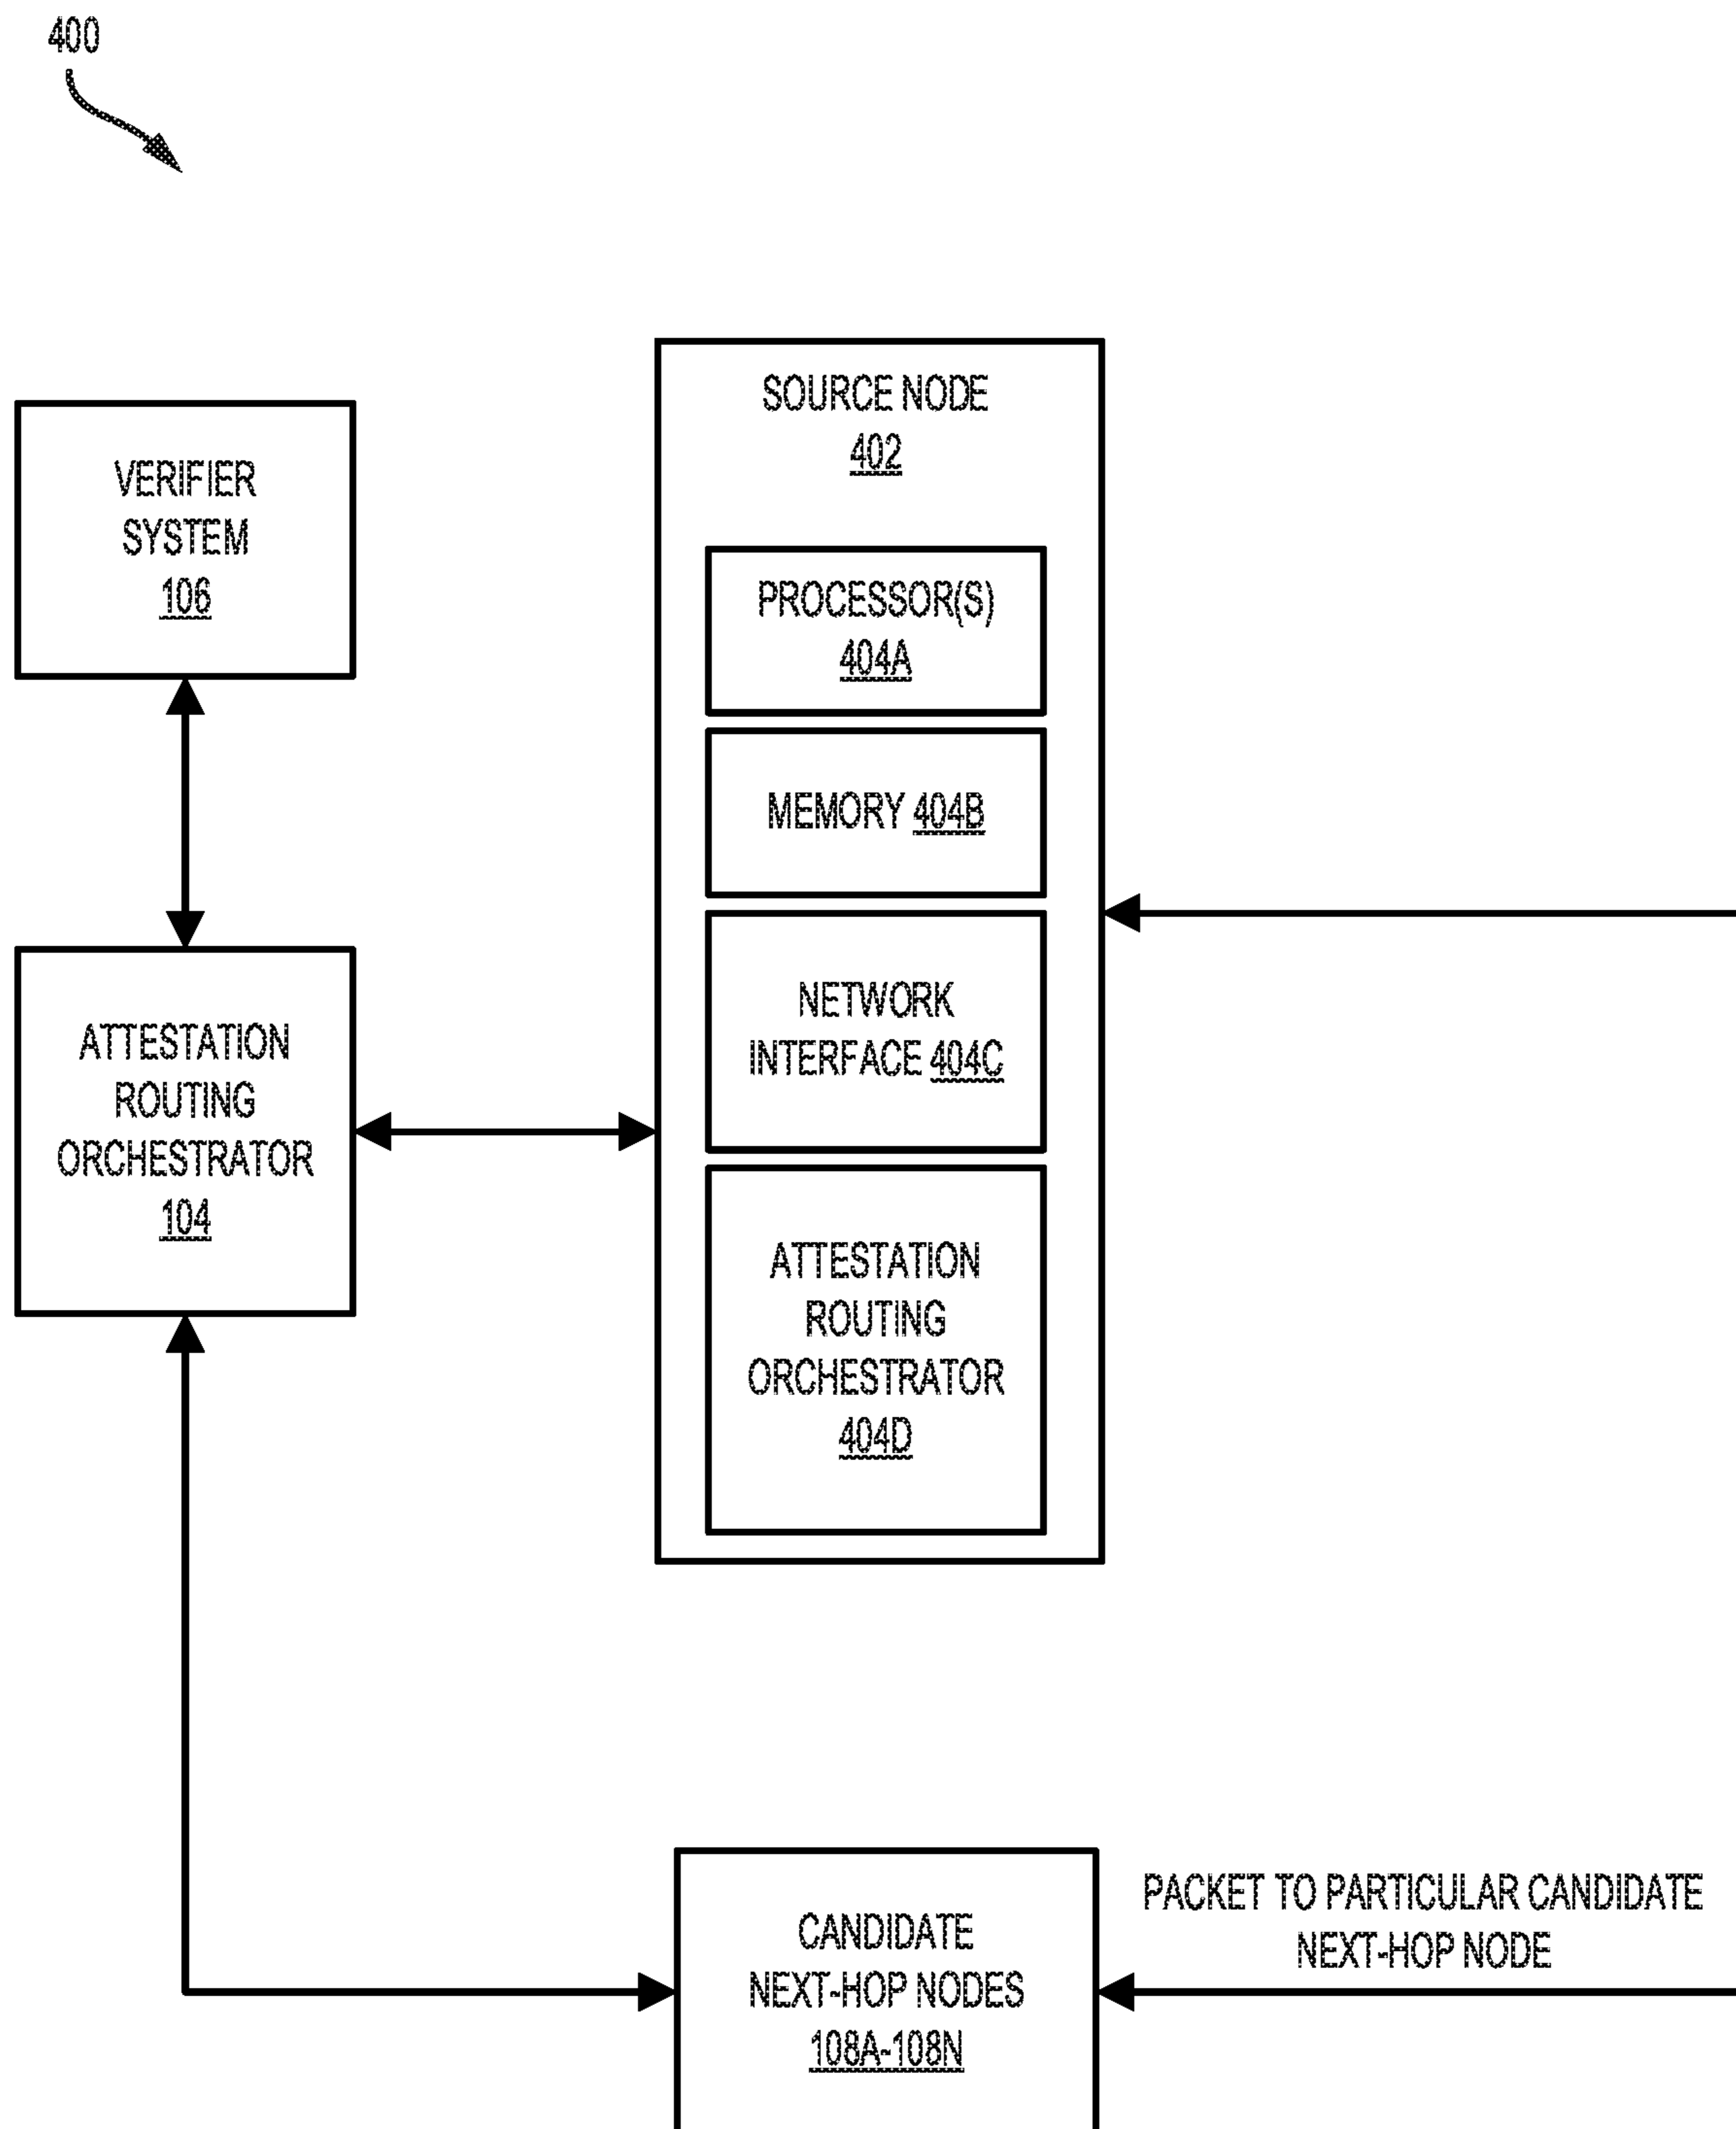 400
SOURCE NODE
402
VERIFIER
SYSTEM
106
PROCESSOR(S)
404A
MEMORY 404B
NETWORK
INTERFACE 404C
ATTESTATION
ROUTING
ORCHESTRATOR
104
ATTESTATION
ROUTING
ORCHESTRATOR
404D
CANDIDATE
NEXT-HOP NODES
108A-108N
PACKET TO PARTICULAR CANDIDATE
NEXT-HOP NODE